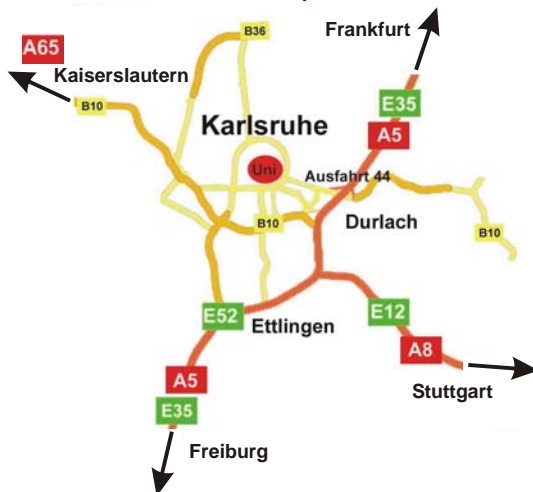 B36
Frankfurt
A65
Kaiserslautern
B10
E35
A5
Karlsruhe
Uni
Ausfahrt 44
Durlach
B10
B10
E52
Ettlingen
E12
A8
A5
Stuttgart
E35
Freiburg